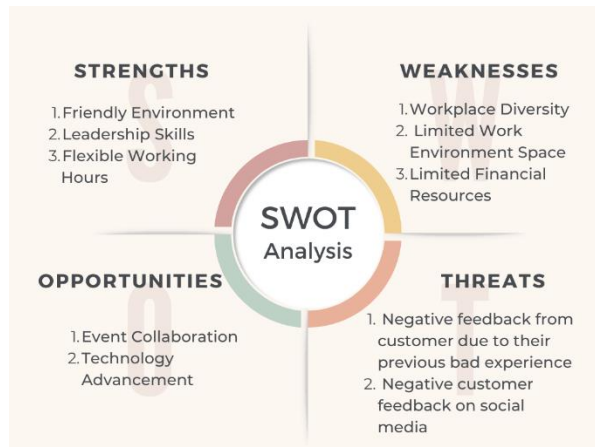 STRENGTHS
1. Friendly Environment
2. Leadership Skills
3. Flexible Working
Hours
WEAKNESSES
1. Workplace Diversity
2. Limited Work
Environment Space
3. Limited Financial
Resources
SWOT
Analysis
OPPORTUNITIES
1. Event Collaboration
2. Technology
Advancement
THREATS
1. Negative feedback from
customer due to their
previous bad experience
2. Negative customer
feedback on social
media
S
W
O
T